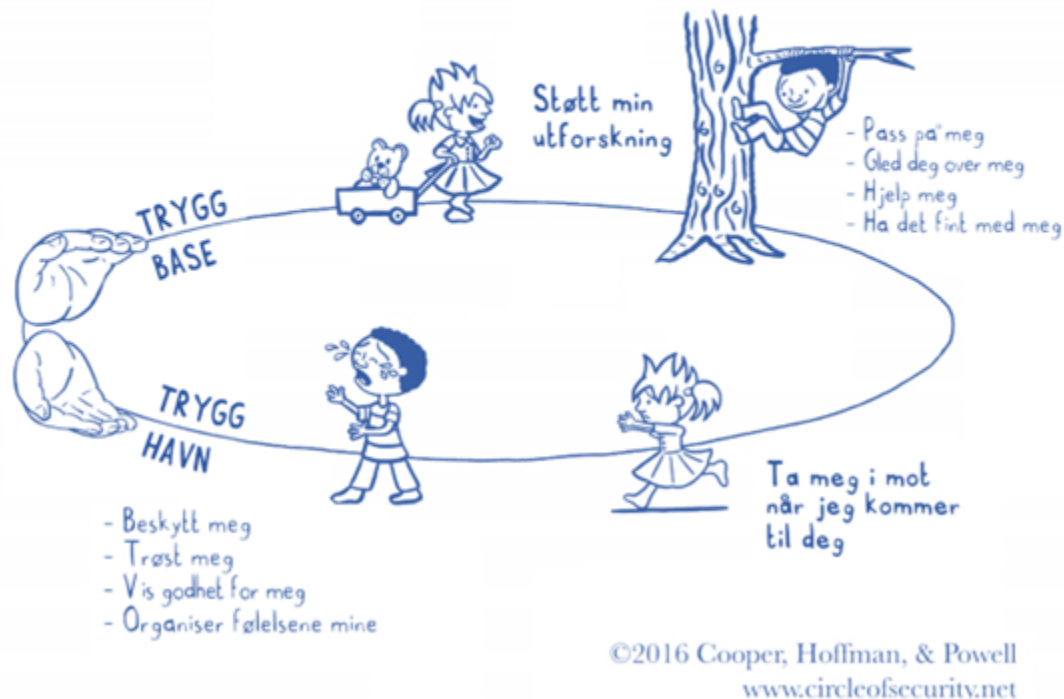 Støtt min
utforskning
- Pass på meg
- Gled deg over meg
- Hjelp meg
- Ha det fint med meg
TRYGG
BASE
TRYGG
HAVN
Ta meg i mot
når jeg kommer
til deg
- Beskytt meg
- Trøst meg
- Vis godhet for meg
- Organiser følelsene mine
©2016 Cooper, Hoffman, & Powell
www.circleofsecurity.net